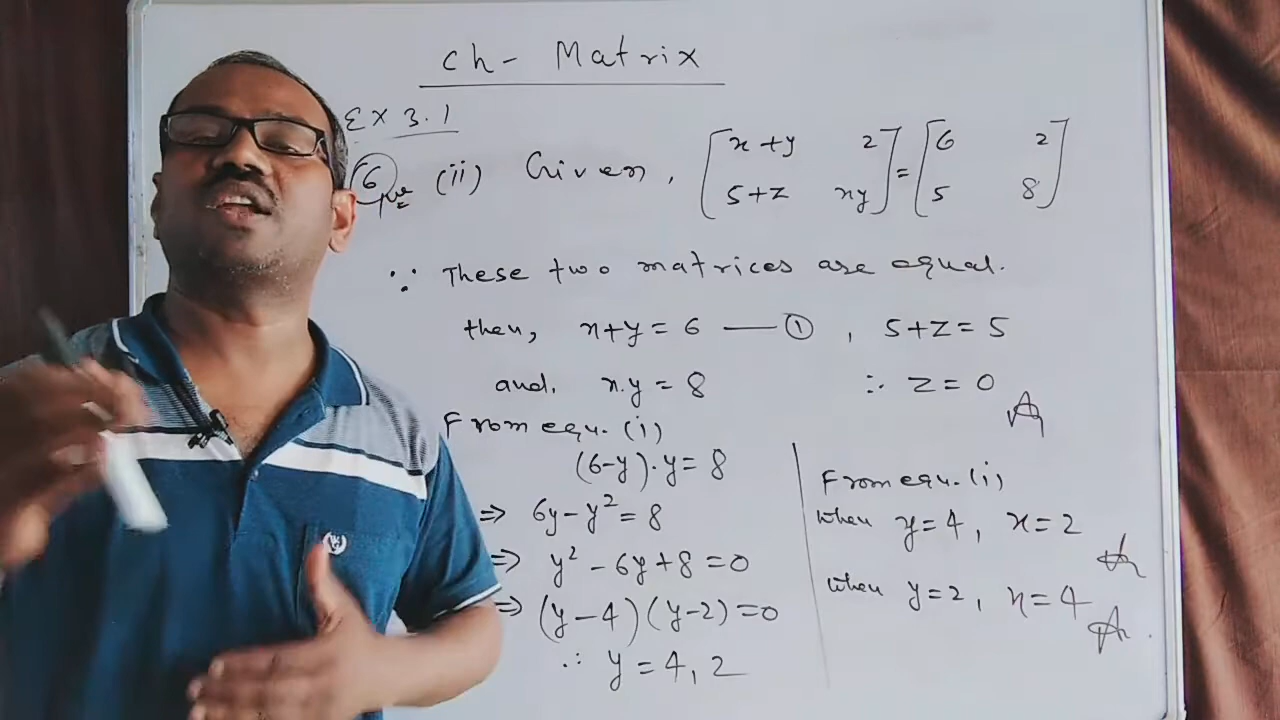 ch - Matrix
Ex 3.1
6 (ii) Given, [x+y 2
5+z xy] = [6 2
5 8]
∵ These two matrices are equal.
then, x+y = 6 —— ① , 5+z = 5
and, x.y = 8 ∴ z = 0
From equ. (i)
(6-y).y = 8
⇒ 6y - y² = 8
⇒ y² - 6y + 8 = 0
⇒ (y-4)(y-2) = 0
∴ y = 4, 2
From equ. (i)
when y = 4, x = 2
when y = 2, x = 4